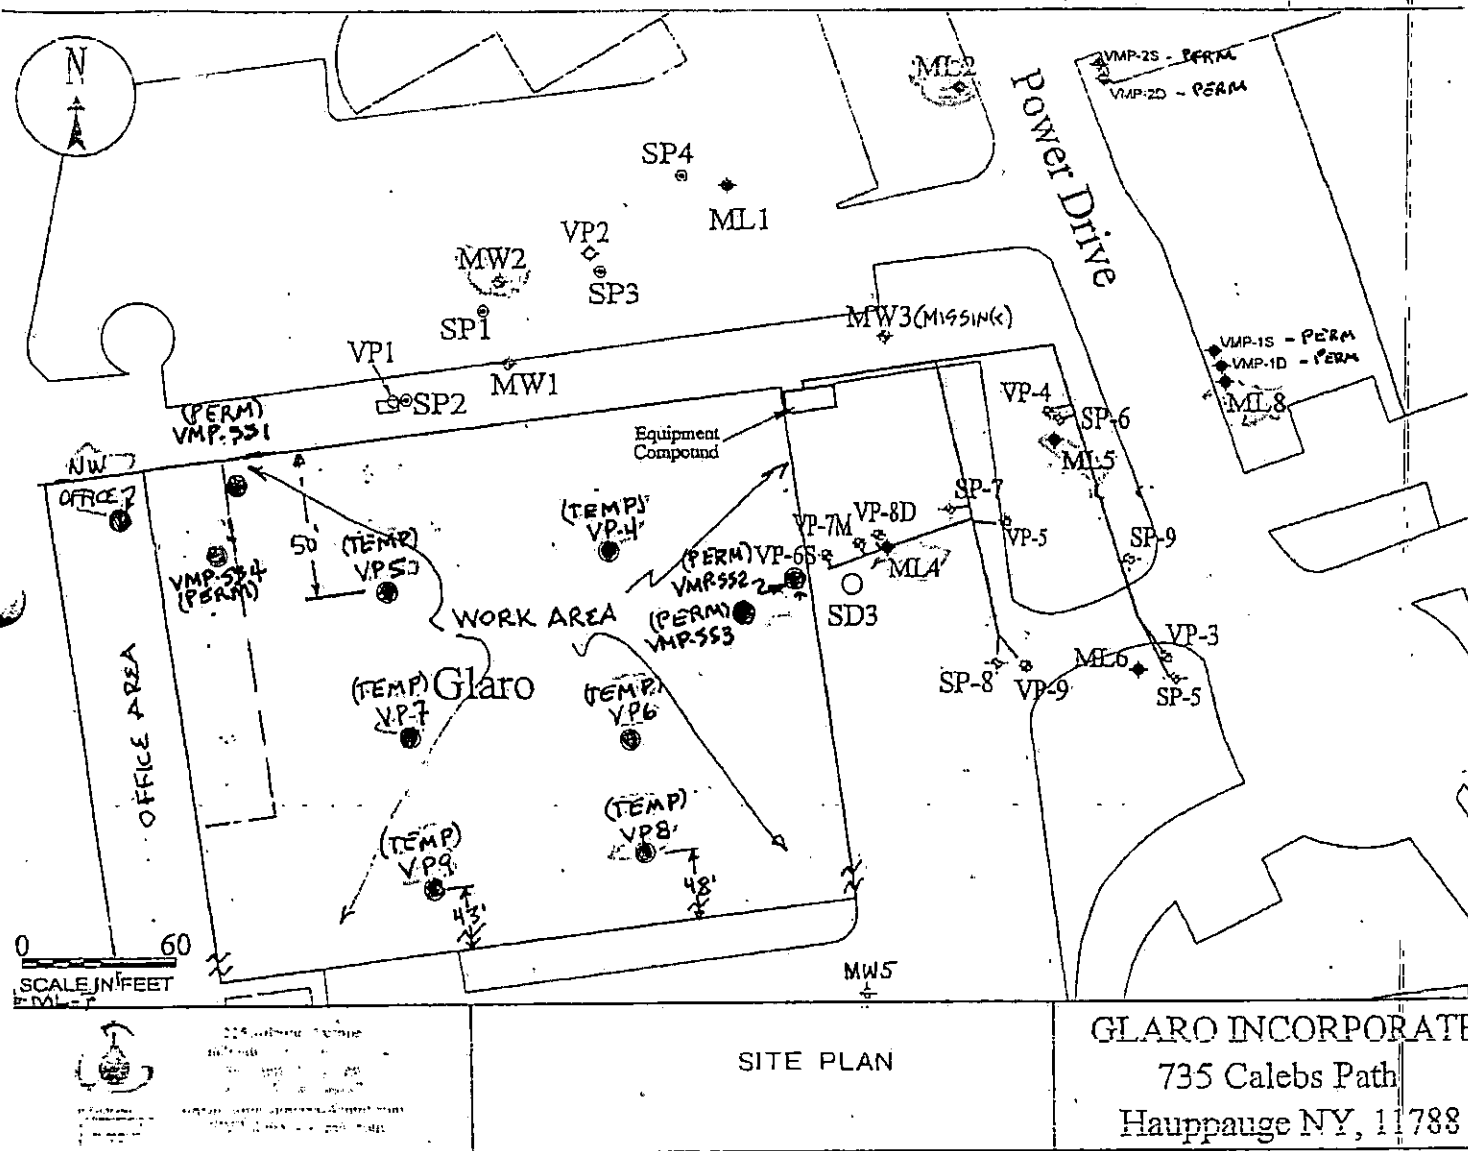 N
ML2
Power Drive
VMP-2S - PERM
VMP-2D - PERM
SP4
ML1
VP2
MW2
SP3
SP1
MW3 (MISSING)
VP1
MW1
SP2
VMP-1S - PERM
VMP-1D - PERM
ML8
(PERM)
VMP-SS1
Equipment
Compound
VP-4
SP-6
ML5
NW
OFFICE
50'
(TEMP)
VP5
(TEMP)
VP-4
SP-7
VP-7M
VP-8D
VP-5
SP-9
VP-6S
ML4
(PERM)
VMP-SS2
VMP-SS4
(PERM)
WORK AREA
(PERM)
VMP-SS3
SD3
OFFICE AREA
Glaro
(TEMP)
VP-7
(TEMP)
VP6
SP-8
VP-9
ML6
VP-3
SP-5
(TEMP)
VP8
(TEMP)
VP9
48'
43'
0 60
SCALE IN FEET
MW5
SITE PLAN
GLARO INCORPORATE
735 Calebs Path
Hauppauge NY, 11788